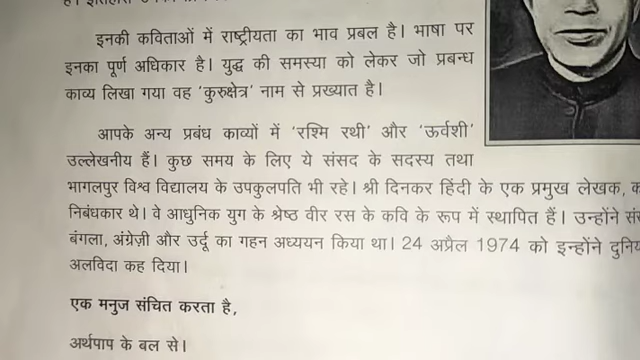 इनकी कविताओं में राष्ट्रीयता का भाव प्रबल है। भाषा पर
इनका पूर्ण अधिकार है। युद्ध की समस्या को लेकर जो प्रबन्ध
काव्य लिखा गया वह 'कुरुक्षेत्र' नाम से प्रख्यात है।
आपके अन्य प्रबंध काव्यों में 'रश्मि रथी' और 'ऊर्वशी'
उल्लेखनीय हैं। कुछ समय के लिए ये संसद के सदस्य तथा
भागलपुर विश्व विद्यालय के उपकुलपति भी रहे। श्री दिनकर हिंदी के एक प्रमुख लेखक,
निबंधकार थे। वे आधुनिक युग के श्रेष्ठ वीर रस के कवि के रूप में स्थापित हैं। उन्होंने
बंगला, अंग्रेज़ी और उर्दू का गहन अध्ययन किया था। 24 अप्रैल 1974 को इन्होंने
अलविदा कह दिया।
एक मनुज संचित करता है,
अर्थपाप के बल से।